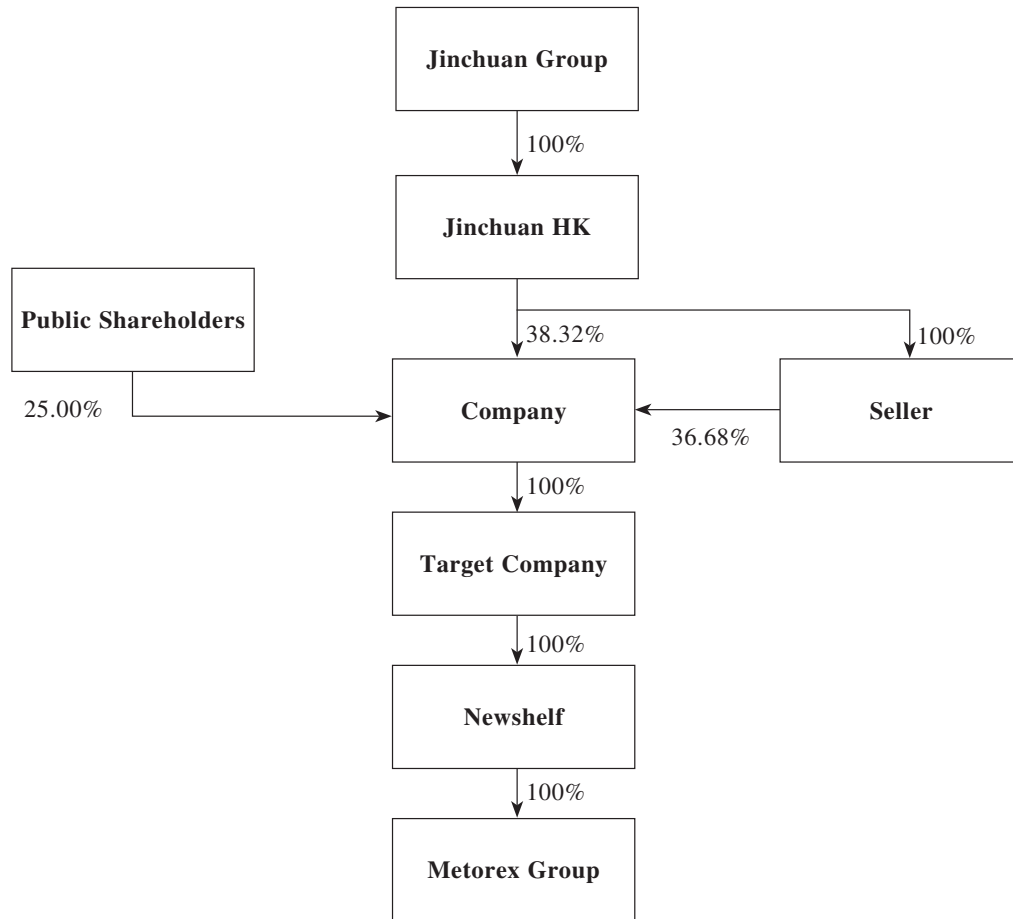 Jinchuan Group
100%
Jinchuan HK
Public Shareholders
38.32%
100%
25.00%
Company
36.68%
Seller
100%
Target Company
100%
Newshelf
100%
Metorex Group